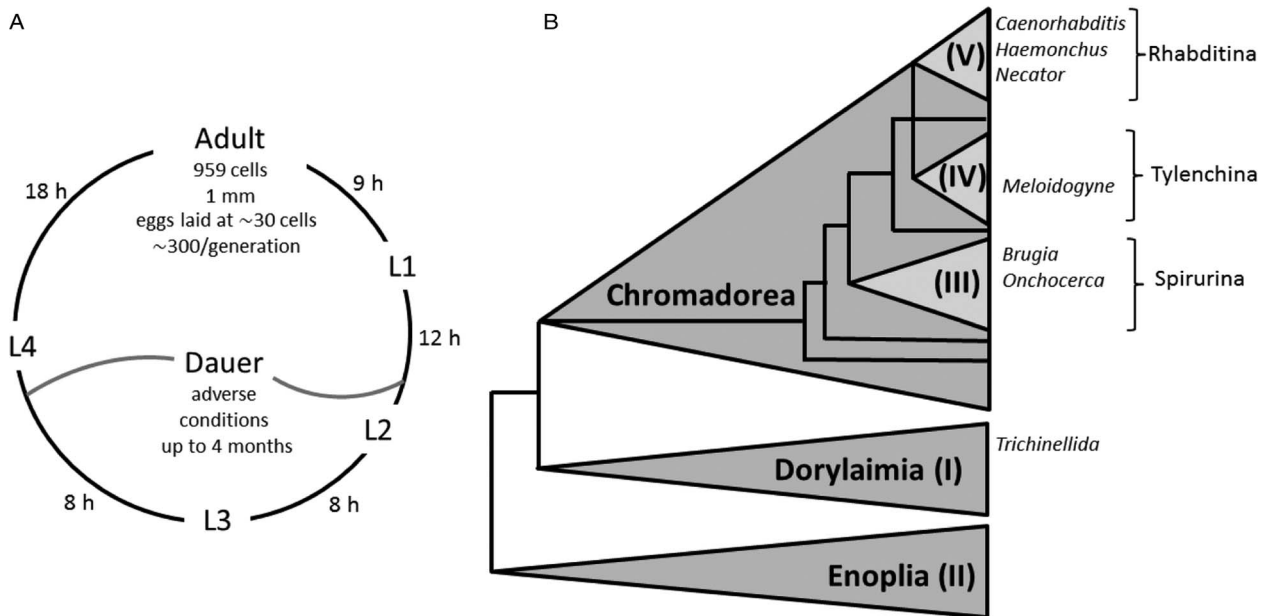 A
Adult
959 cells
1 mm
eggs laid at ~30 cells
~300/generation
18 h
9 h
L1
12 h
L4
Dauer
adverse
conditions
up to 4 months
L2
8 h
8 h
L3
B
(V)
Caenorhabditis
Haemonchus
Necator
Rhabditina
(IV)
Meloidogyne
Tylenchina
Chromadorea
(III)
Brugia
Onchocerca
Spirurina
Dorylaimia (I)
Trichinellida
Enoplia (II)